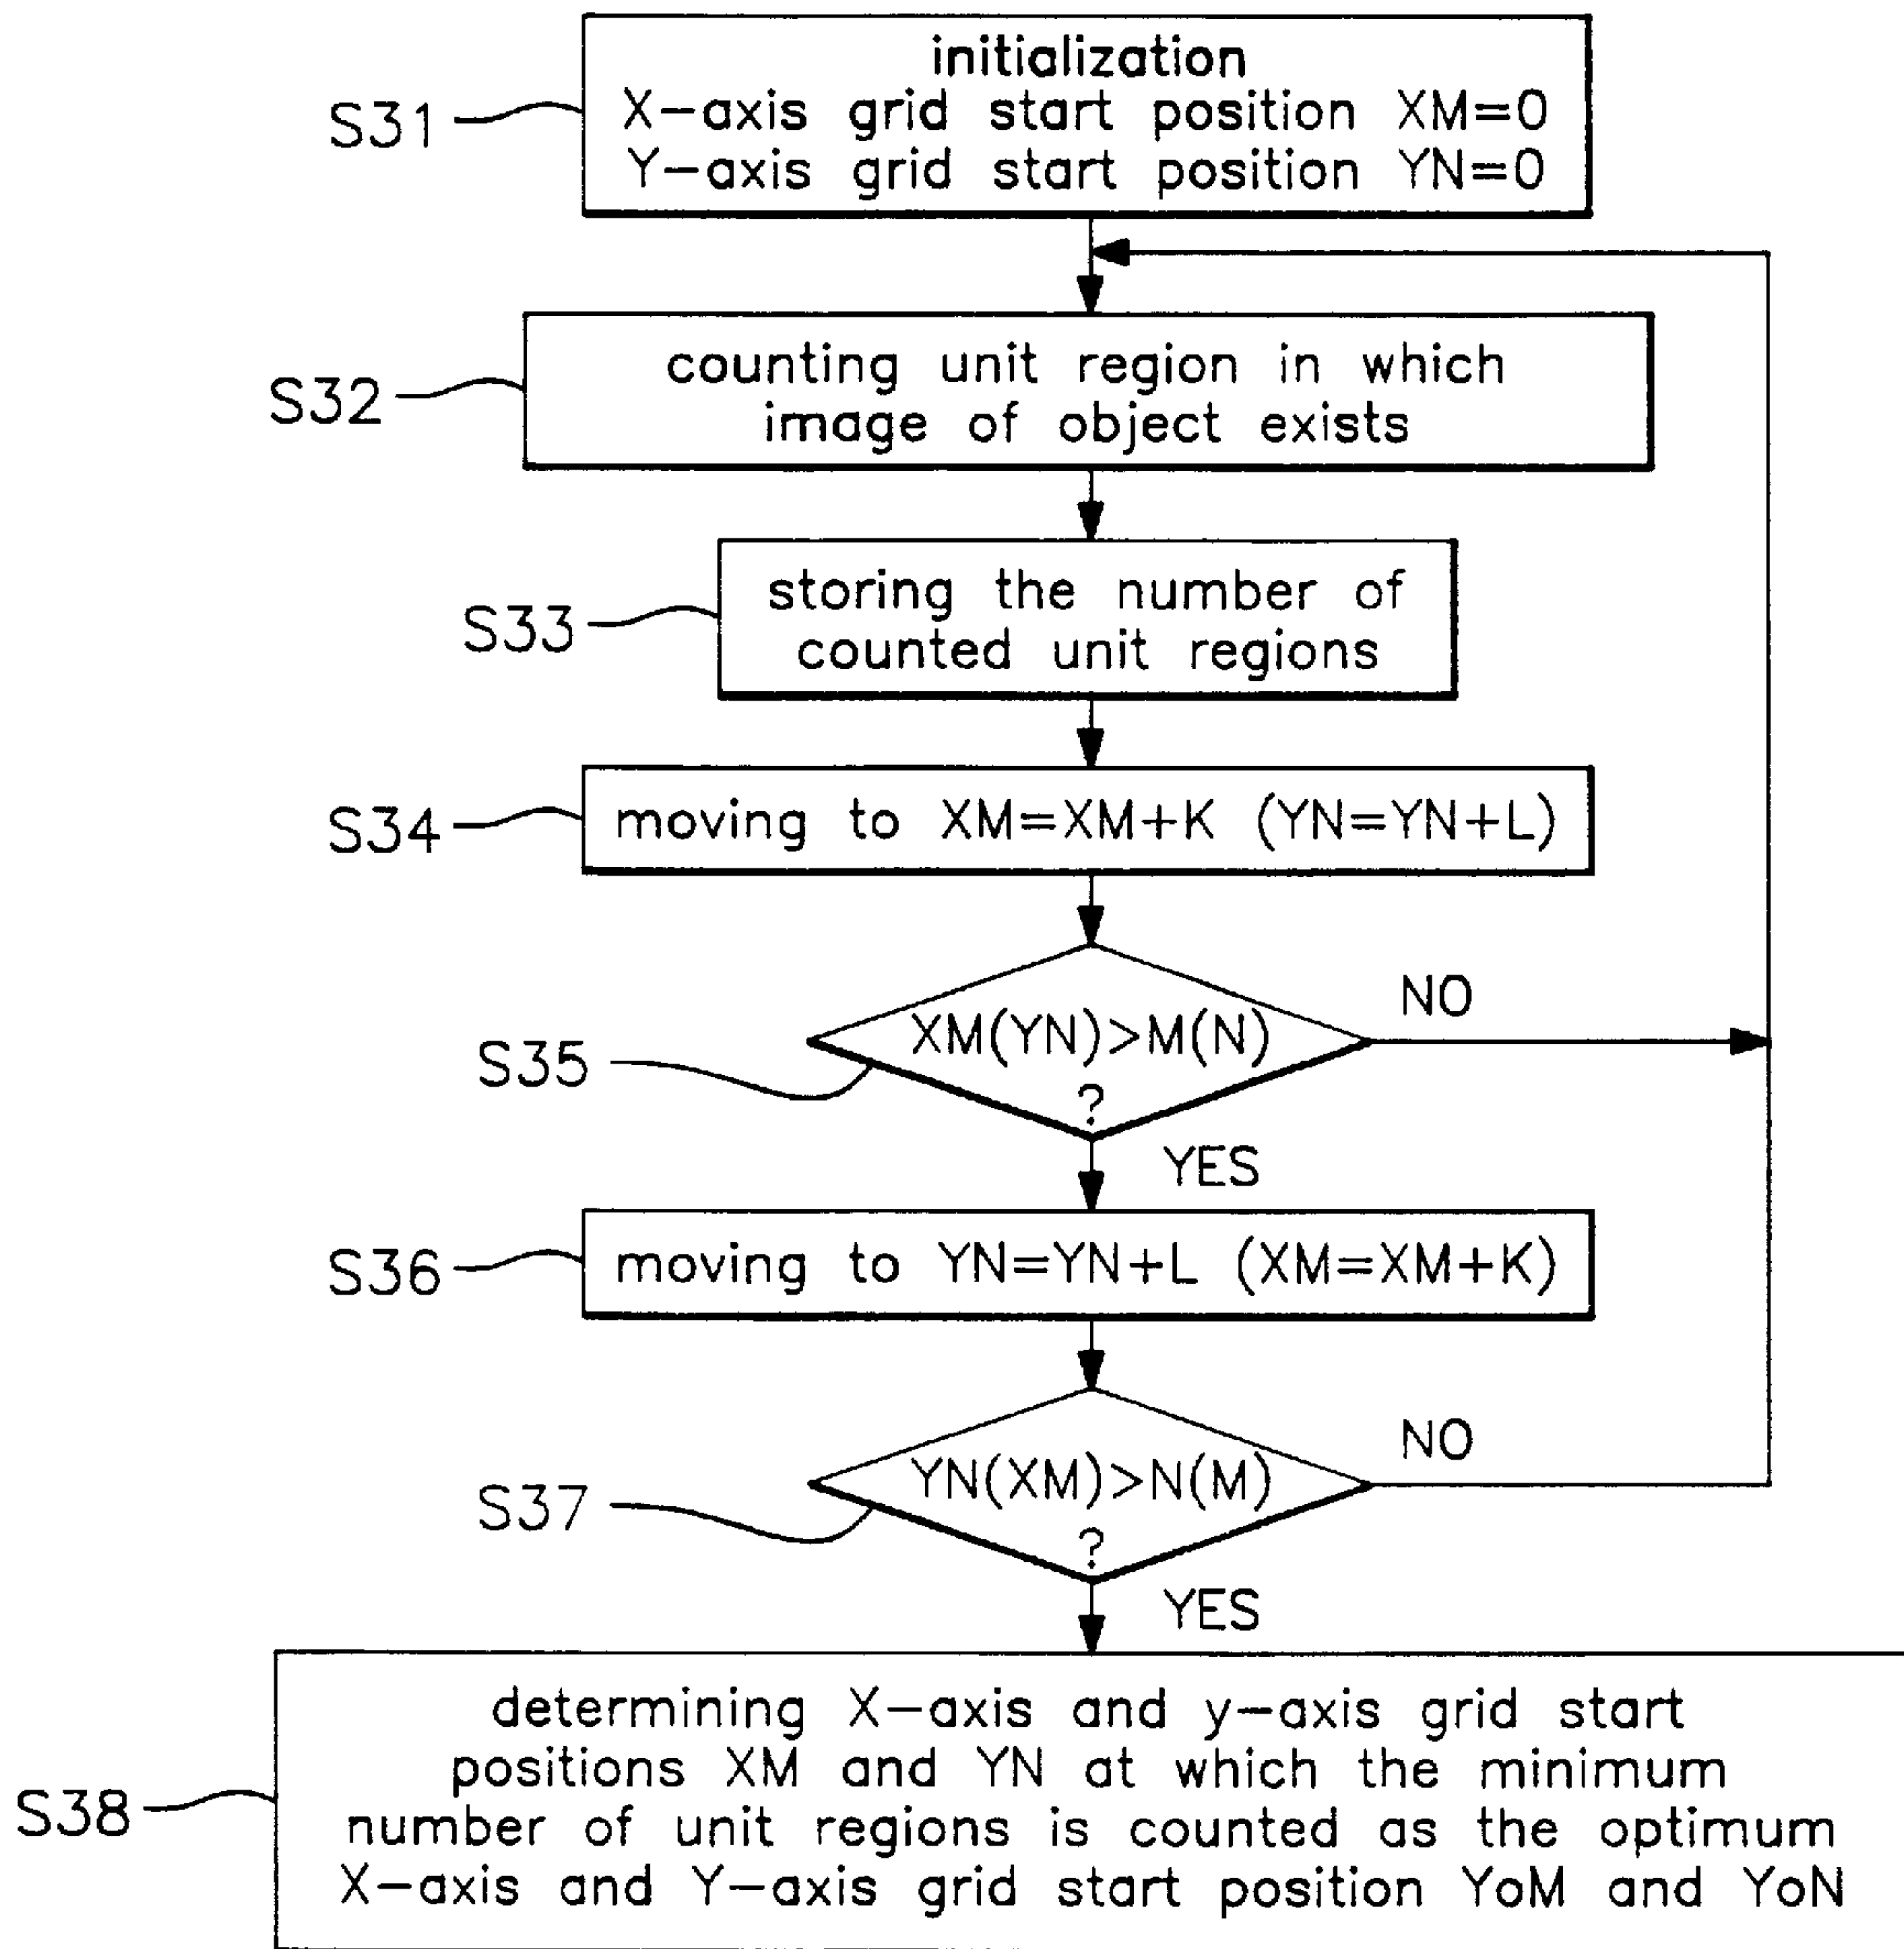 initialization
X-axis grid start position XM=0
Y-axis grid start position YN=0
S31
counting unit region in which
image of object exists
S32
storing the number of
counted unit regions
S33
moving to XM=XM+K (YN=YN+L)
S34
XM(YN)>M(N)
?
NO
S35
YES
moving to YN=YN+L (XM=XM+K)
S36
YN(XM)>N(M)
?
NO
S37
YES
determining X-axis and y-axis grid start
positions XM and YN at which the minimum
number of unit regions is counted as the optimum
X-axis and Y-axis grid start position YoM and YoN
S38